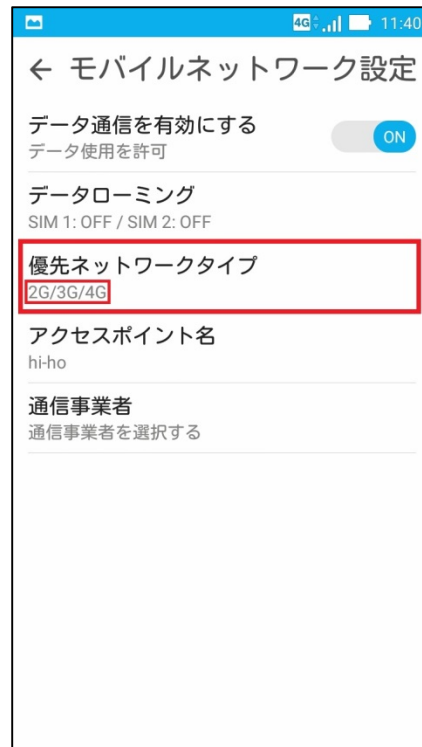 4G 11:40
← モバイルネットワーク設定
データ通信を有効にする
データ使用を許可
ON
データローミング
SIM 1: OFF / SIM 2: OFF
優先ネットワークタイプ
2G/3G/4G
アクセスポイント名
hi-ho
通信事業者
通信事業者を選択する